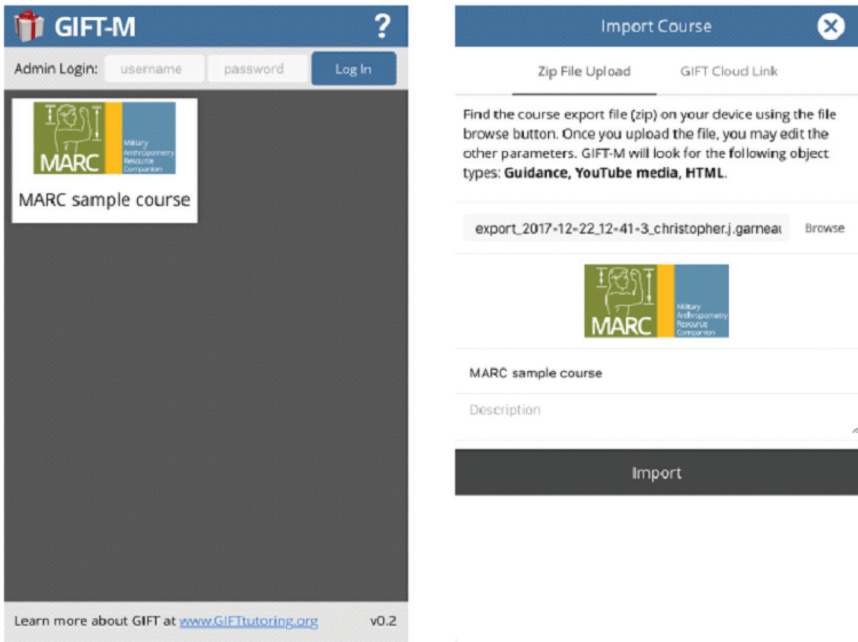 GIFT-M
?
Admin Login:
username
password
Log In
MARC
Military
Anthropometry
Resource
Companion
MARC sample course
Learn more about GIFT at www.GIFTtutoring.org
v0.2
Import Course
Zip File Upload
GIFT Cloud Link
Find the course export file (zip) on your device using the file
browse button. Once you upload the file, you may edit the
other parameters. GIFT-M will look for the following object
types: Guidance, YouTube media, HTML.
export_2017-12-22_12-41-3_christopher.j.garneau
Browse
MARC
Military
Anthropometry
Resource
Companion
MARC sample course
Description
Import